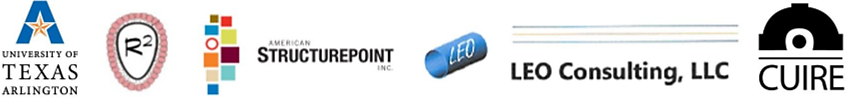 UNIVERSITY OF
TEXAS
ARLINGTON
R²
AMERICAN
STRUCTUREPOINT
INC.
LEO
LEO Consulting, LLC
CUIRE